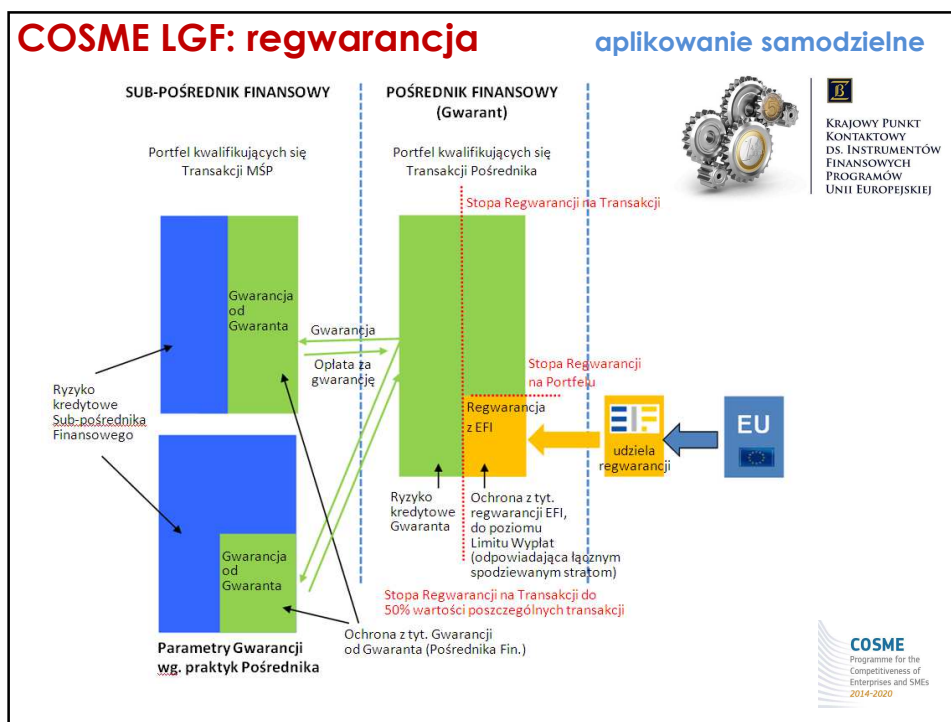 COSME LGF: regwarancja
aplikowanie samodzielne
SUB-POŚREDNIK FINANSOWY
POŚREDNIK FINANSOWY
(Gwarant)
KRAJOWY PUNKT
KONTAKTOWY
DS. INSTRUMENTÓW
FINANSOWYCH
PROGRAMÓW
UNII EUROPEJSKIEJ
Portfel kwalifikujących się
Transakcji MŚP
Portfel kwalifikujących się
Transakcji Pośrednika
Stopa Regwarancji na Transakcji
Gwarancja
od
Gwaranta
Gwarancja
Opłata za
gwarancję
Stopa Regwarancji
na Portfelu
Ryzyko
kredytowe
Sub-pośrednika
Finansowego
Regwarancja
z EFI
EIF
udziela
regwarancji
EU
Ryzyko
kredytowe
Gwaranta
Ochrona z tyt.
regwarancji EFI,
do poziomu
Limitu Wypłat
(odpowiadająca łącznym
spodziewanym stratom)
Gwarancja
od
Gwaranta
Stopa Regwarancji na Transakcji do
50% wartości poszczególnych transakcji
Ochrona z tyt. Gwarancji
od Gwaranta (Pośrednika Fin.)
Parametry Gwarancji
wg. praktyk Pośrednika
COSME
Programme for the
Competitiveness of
Enterprises and SMEs
2014-2020